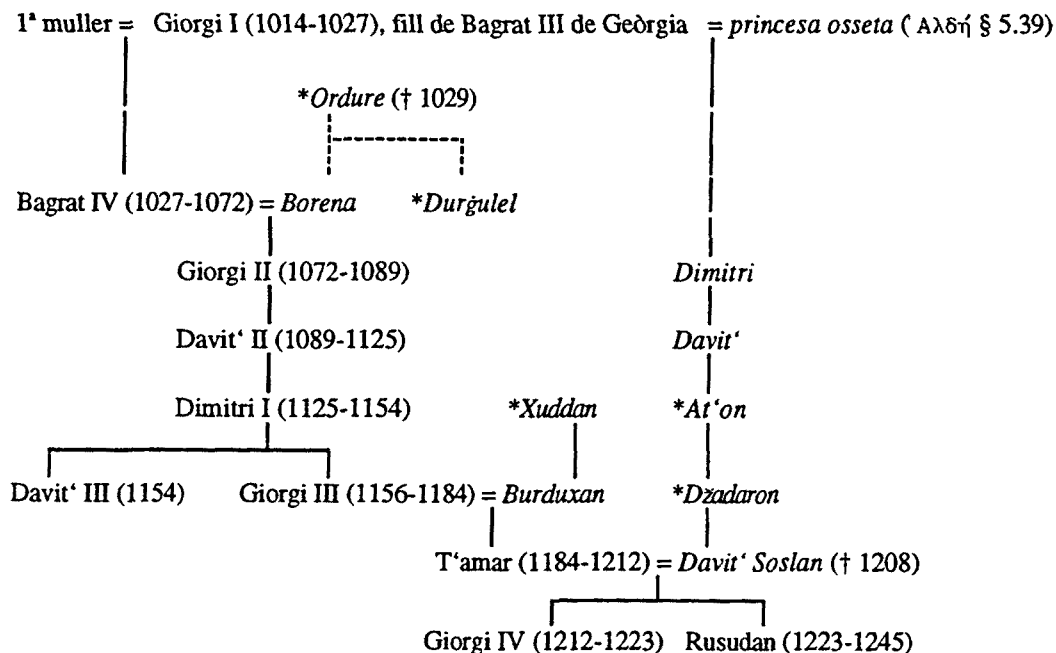 1ª muller = Giorgi I (1014-1027), fill de Bagrat III de Geòrgia = princesa osseta ( Αλδή § 5.39)
*Ordure († 1029)
Bagrat IV (1027-1072) = Borena *Durġulel
Giorgi II (1072-1089) Dimitri
Davit‘ II (1089-1125) Davit‘
Dimitri I (1125-1154) *Xuddan *At‘on
Davit‘ III (1154) Giorgi III (1156-1184) = Burduxan *Džadaron
T‘amar (1184-1212) = Davit‘ Soslan († 1208)
Giorgi IV (1212-1223) Rusudan (1223-1245)